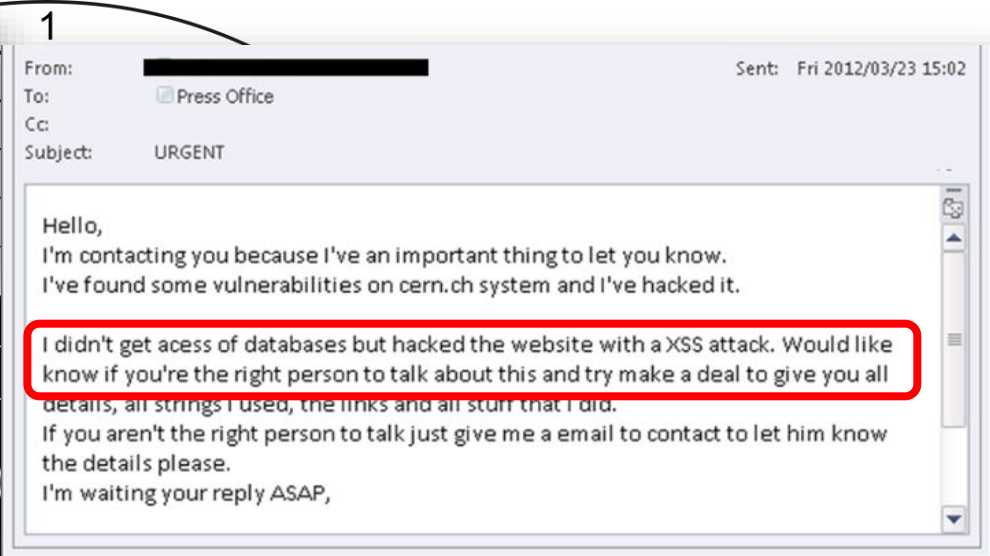 1
From: Sent: Fri 2012/03/23 15:02
To: Press Office
Cc:
Subject: URGENT
Hello,
I'm contacting you because I've an important thing to let you know.
I've found some vulnerabilities on cern.ch system and I've hacked it.
I didn't get acess of databases but hacked the website with a XSS attack. Would like
know if you're the right person to talk about this and try make a deal to give you all
details, all strings I used, the links and all stuff that I did.
If you aren't the right person to talk just give me a email to contact to let him know
the details please.
I'm waiting your reply ASAP,